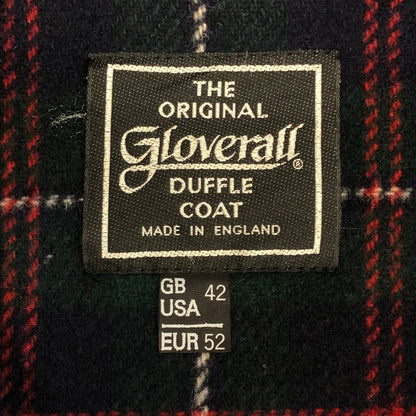 THE
ORIGINAL
Gloverall®
DUFFLE
COAT
MADE IN ENGLAND
GB
USA 42
EUR 52